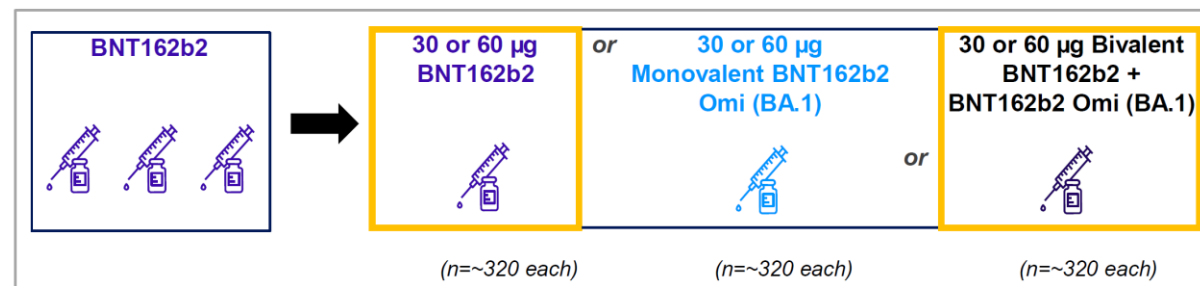 BNT162b2
30 or 60 µg
BNT162b2
or
30 or 60 µg
Monovalent BNT162b2
Omi (BA.1)
or
30 or 60 µg Bivalent
BNT162b2 +
BNT162b2 Omi (BA.1)
(n=~320 each)
(n=~320 each)
(n=~320 each)